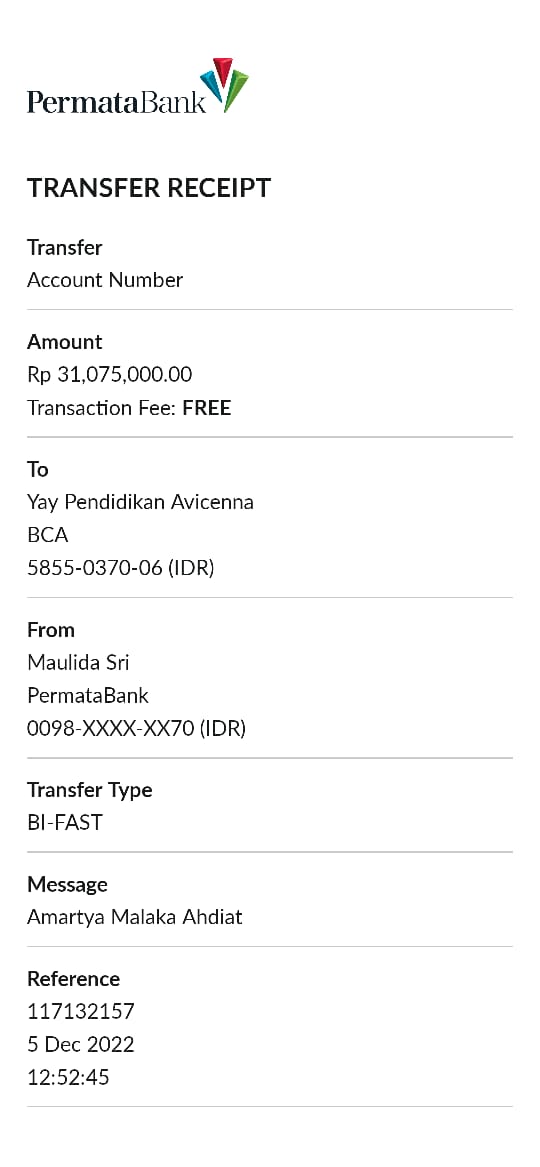 PermataBank
TRANSFER RECEIPT
Transfer
Account Number
Amount
Rp 31,075,000.00
Transaction Fee: FREE
To
Yay Pendidikan Avicenna
BCA
5855-0370-06 (IDR)
From
Maulida Sri
PermataBank
0098-XXXX-XX70 (IDR)
Transfer Type
BI-FAST
Message
Amartya Malaka Ahdiat
Reference
117132157
5 Dec 2022
12:52:45